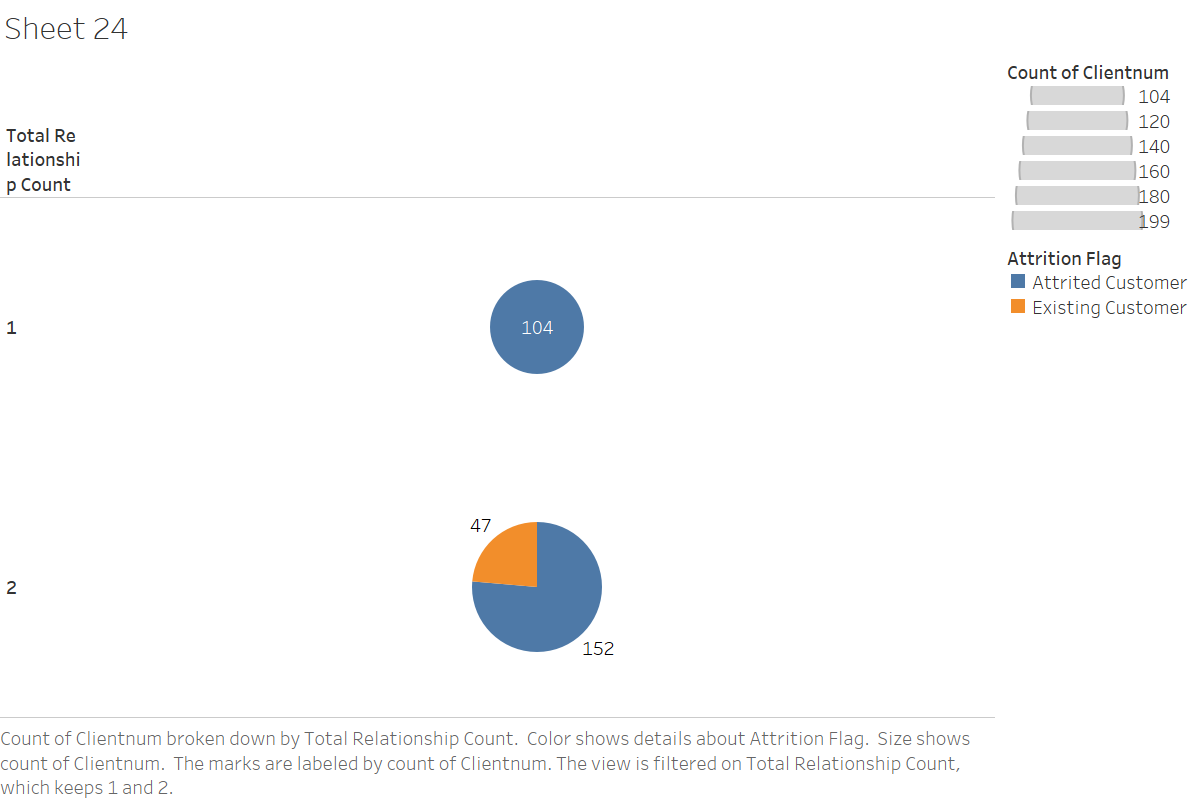 Sheet 24
Count of Clientnum
104
120
140
160
180
199
Attrition Flag
Attrited Customer
Existing Customer
Total Re
lationshi
p Count
1
104
2
47
152
Count of Clientnum broken down by Total Relationship Count.  Color shows details about Attrition Flag.  Size shows
count of Clientnum.  The marks are labeled by count of Clientnum. The view is filtered on Total Relationship Count,
which keeps 1 and 2.